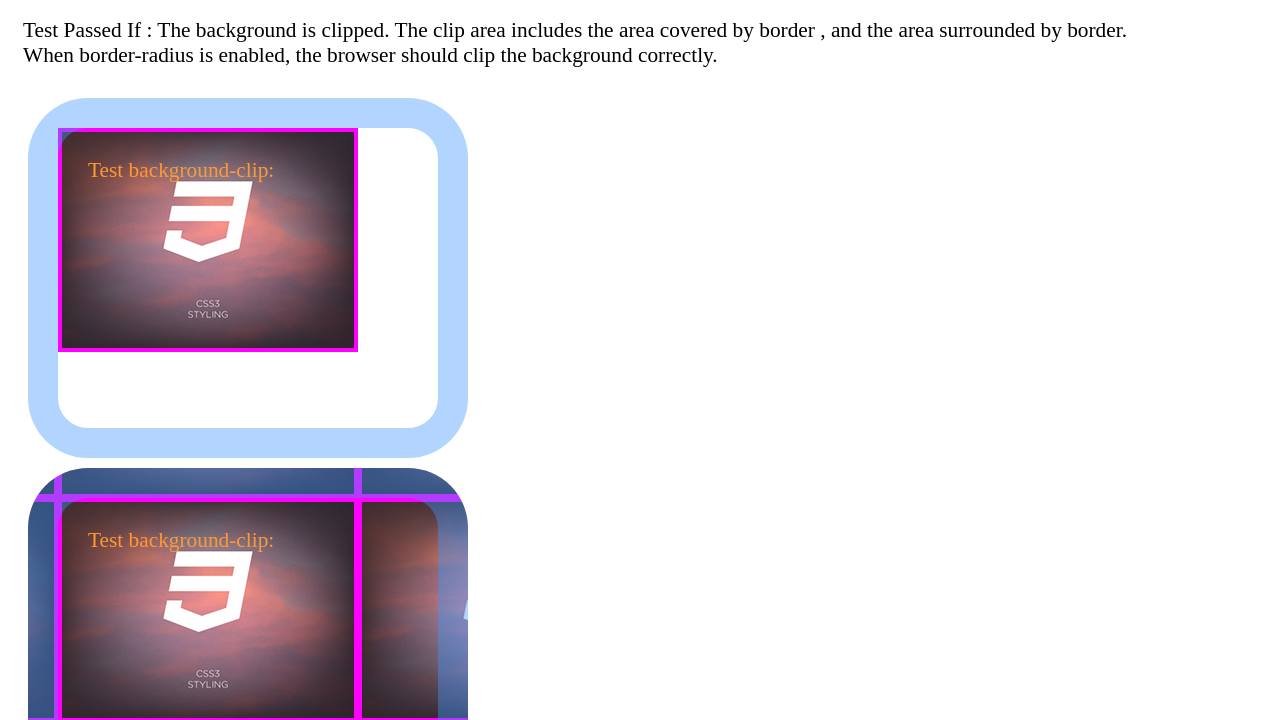 Test Passed If : The background is clipped. The clip area includes the area covered by border , and the area surrounded by border.
When border-radius is enabled, the browser should clip the background correctly.
Test background-clip:
CSS3
STYLING
Test background-clip:
CSS3
STYLING